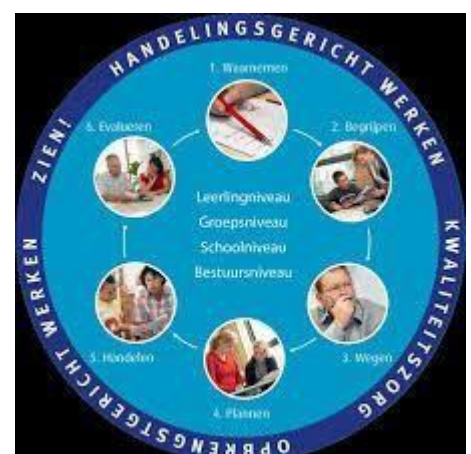 HANDELINGSGERICHT WERKEN
KWALITEITSZORG
OPBRENGSTGERICHT WERKEN
ZIEN!
1. Waarnemen
2. Begrijpen
3. Wegen
4. Plannen
5. Handelen
6. Evalueren
Leerlingniveau
Groepsniveau
Schoolniveau
Bestuursniveau